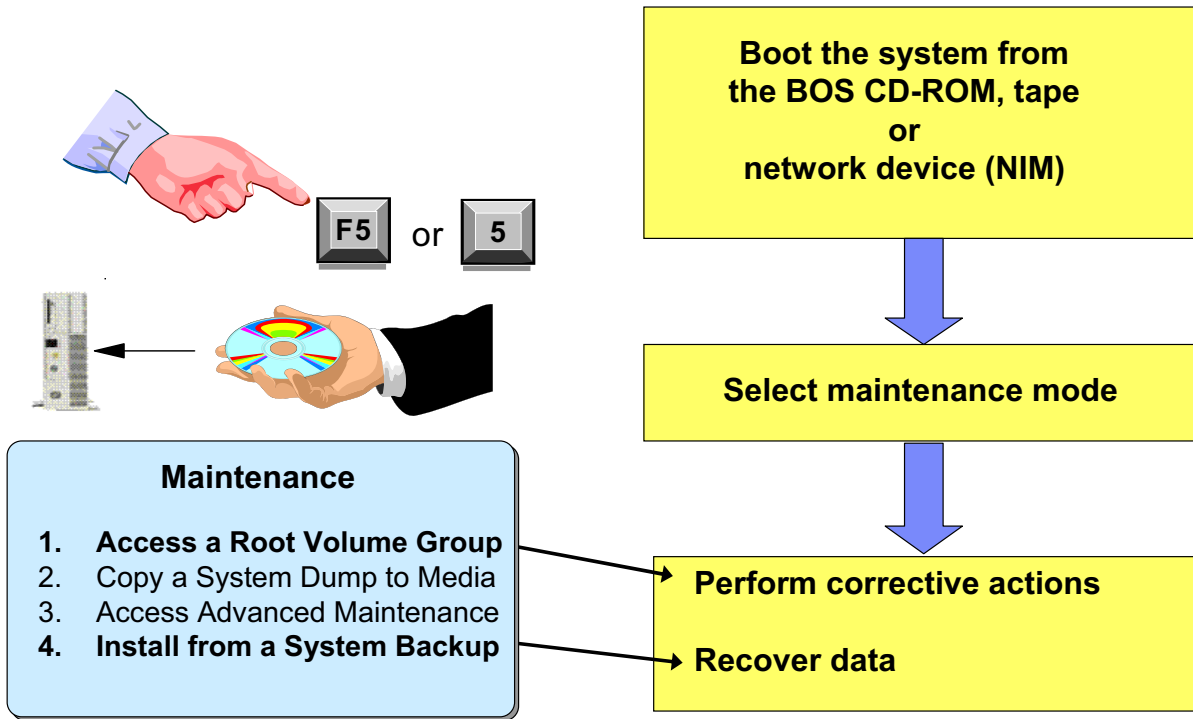 Boot the system from
the BOS CD-ROM, tape
or
network device (NIM)
F5 or 5
Select maintenance mode
Maintenance
1. Access a Root Volume Group
2. Copy a System Dump to Media
3. Access Advanced Maintenance
4. Install from a System Backup
Perform corrective actions
Recover data